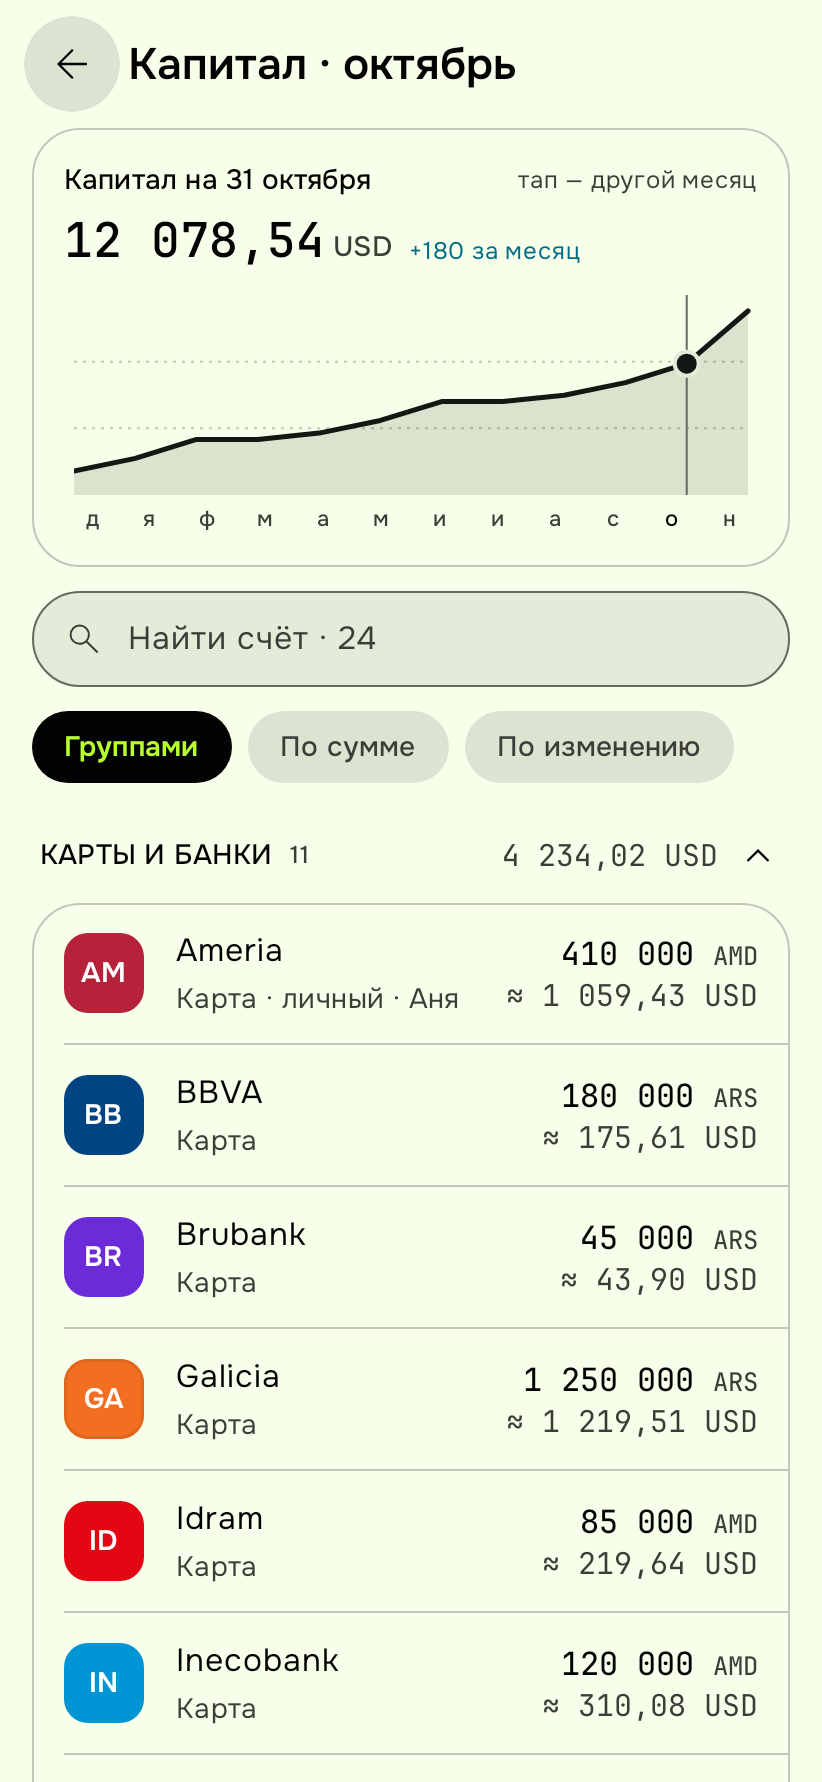 Капитал · октябрь
Капитал на 31 октября
тап — другой месяц
12 078,54 USD +180 за месяц
д я ф м а м и и а с о н
Найти счёт · 24
Группами
По сумме
По изменению
КАРТЫ И БАНКИ 11
4 234,02 USD
AM
Ameria
410 000 AMD
Карта · личный · Аня
≈ 1 059,43 USD
BB
BBVA
180 000 ARS
Карта
≈ 175,61 USD
BR
Brubank
45 000 ARS
Карта
≈ 43,90 USD
GA
Galicia
1 250 000 ARS
Карта
≈ 1 219,51 USD
ID
Idram
85 000 AMD
Карта
≈ 219,64 USD
IN
Inecobank
120 000 AMD
Карта
≈ 310,08 USD